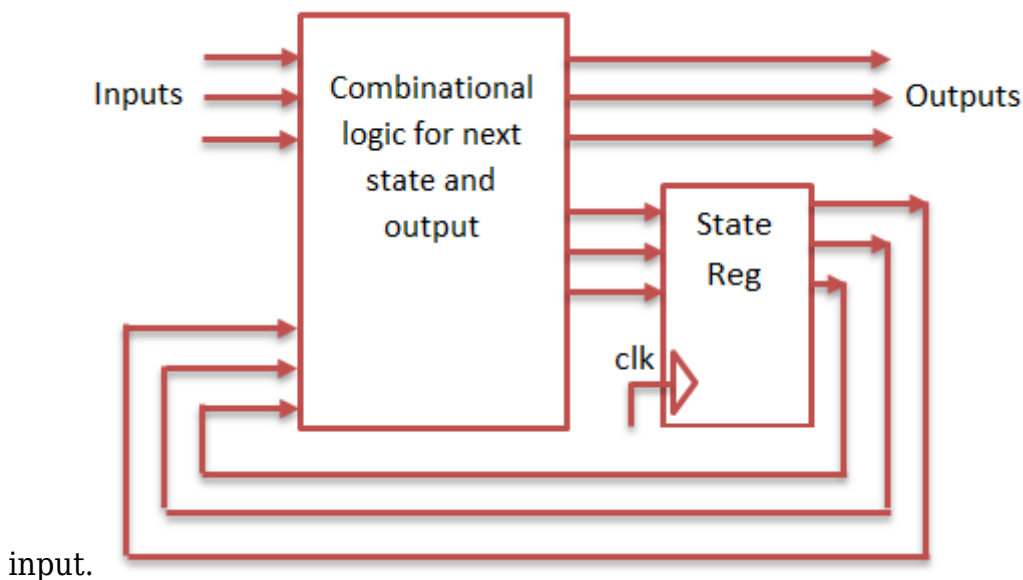 Inputs
Combinational
logic for next
state and
output
Outputs
State
Reg
clk
input.